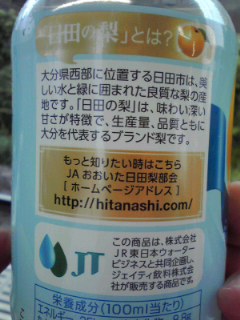 「日田の梨」とは?
大分県西部に位置する日田市は、美
しい水と緑に囲まれた良質な梨の産
地です。「日田の梨」は、味わい深い
甘さが特徴で、生産量、品質ともに
大分を代表するブランド梨です。
もっと知りたい時はこちら
JA おおいた日田梨部会
[ ホームページアドレス ]
http://hitanashi.com/
JT
この商品は、株式会社
JR東日本ウォーター
ビジネスと共同企画し、
ジェイティ飲料株式会社
が販売する商品です。
栄養成分(100ml当たり)
エネルギー